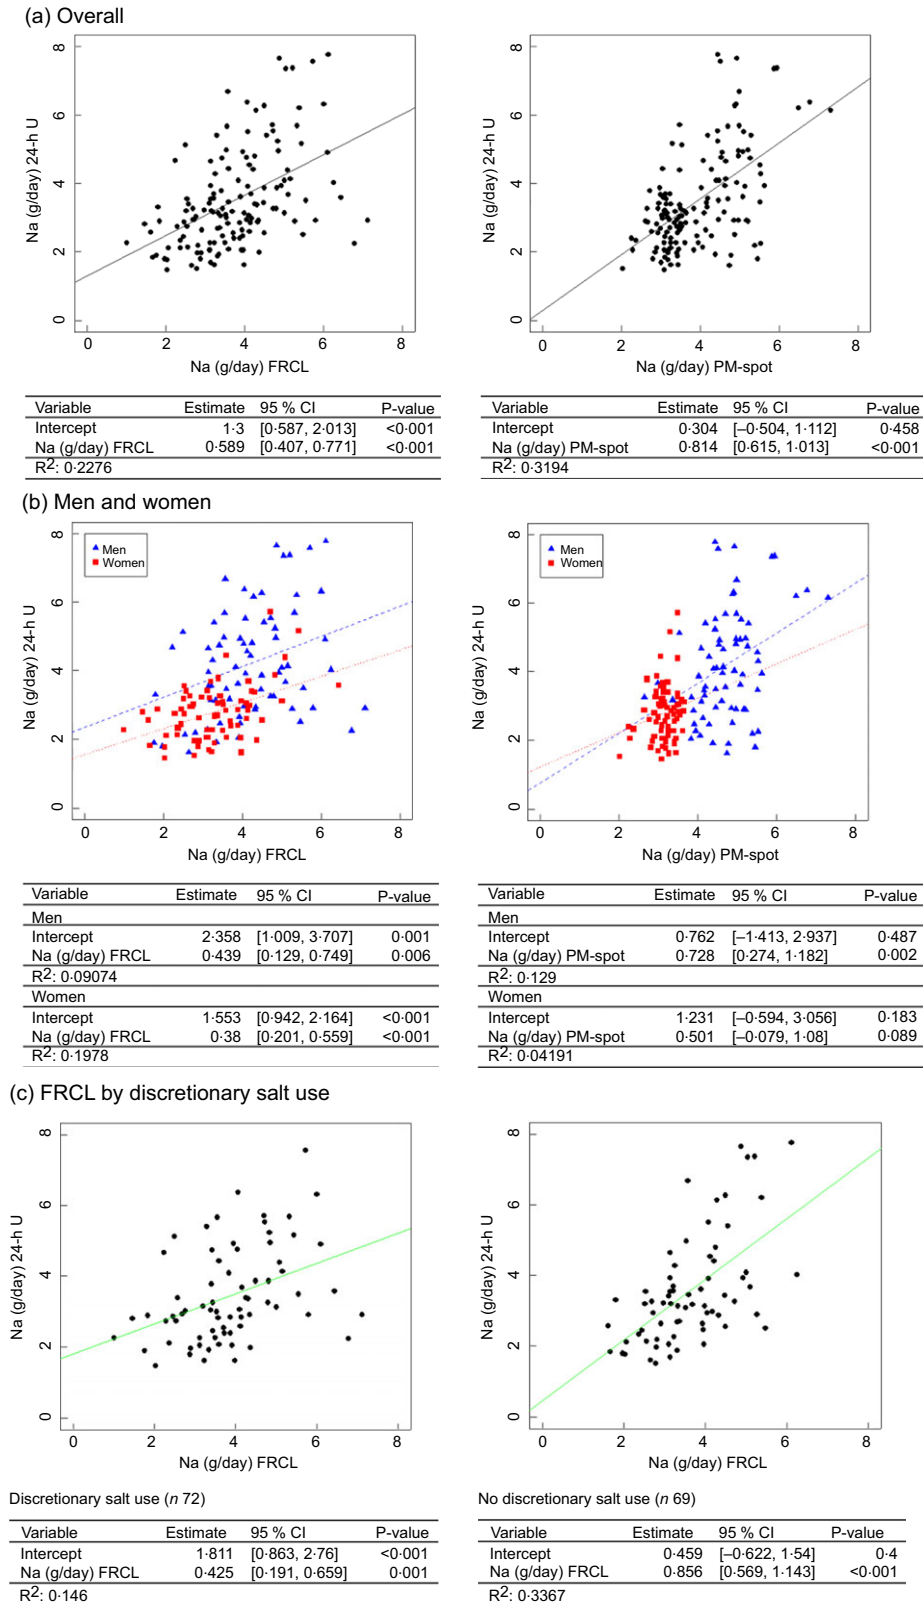 (a) Overall
8
6
4
2
0
Na (g/day) 24-h U
0 2 4 6 8
Na (g/day) FRCL
8
6
4
2
0
Na (g/day) 24-h U
0 2 4 6 8
Na (g/day) PM-spot
Variable Estimate 95 % CI P-value
Intercept 1·3 [0·587, 2·013] <0·001
Na (g/day) FRCL 0·589 [0·407, 0·771] <0·001
R2: 0·2276
Variable Estimate 95 % CI P-value
Intercept 0·304 [−0·504, 1·112] 0·458
Na (g/day) PM-spot 0·814 [0·615, 1·013] <0·001
R2: 0·3194
(b) Men and women
8
6
4
2
0
Na (g/day) 24-h U
Men
Women
0 2 4 6 8
Na (g/day) FRCL
8
6
4
2
0
Na (g/day) 24-h U
Men
Women
0 2 4 6 8
Na (g/day) PM-spot
Variable Estimate 95 % CI P-value
Men
Intercept 2·358 [1·009, 3·707] 0·001
Na (g/day) FRCL 0·439 [0·129, 0·749] 0·006
R2: 0·09074
Women
Intercept 1·553 [0·942, 2·164] <0·001
Na (g/day) FRCL 0·38 [0·201, 0·559] <0·001
R2: 0·1978
Variable Estimate 95 % CI P-value
Men
Intercept 0·762 [−1·413, 2·937] 0·487
Na (g/day) PM-spot 0·728 [0·274, 1·182] 0·002
R2: 0·129
Women
Intercept 1·231 [−0·594, 3·056] 0·183
Na (g/day) PM-spot 0·501 [−0·079, 1·08] 0·089
R2: 0·04191
(c) FRCL by discretionary salt use
8
6
4
2
0
Na (g/day) 24-h U
0 2 4 6 8
Na (g/day) FRCL
8
6
4
2
0
Na (g/day) 24-h U
0 2 4 6 8
Na (g/day) FRCL
Discretionary salt use (n 72)
Variable Estimate 95 % CI P-value
Intercept 1·811 [0·863, 2·76] <0·001
Na (g/day) FRCL 0·425 [0·191, 0·659] 0·001
R2: 0·146
No discretionary salt use (n 69)
Variable Estimate 95 % CI P-value
Intercept 0·459 [−0·622, 1·54] 0·4
Na (g/day) FRCL 0·856 [0·569, 1·143] <0·001
R2: 0·3367